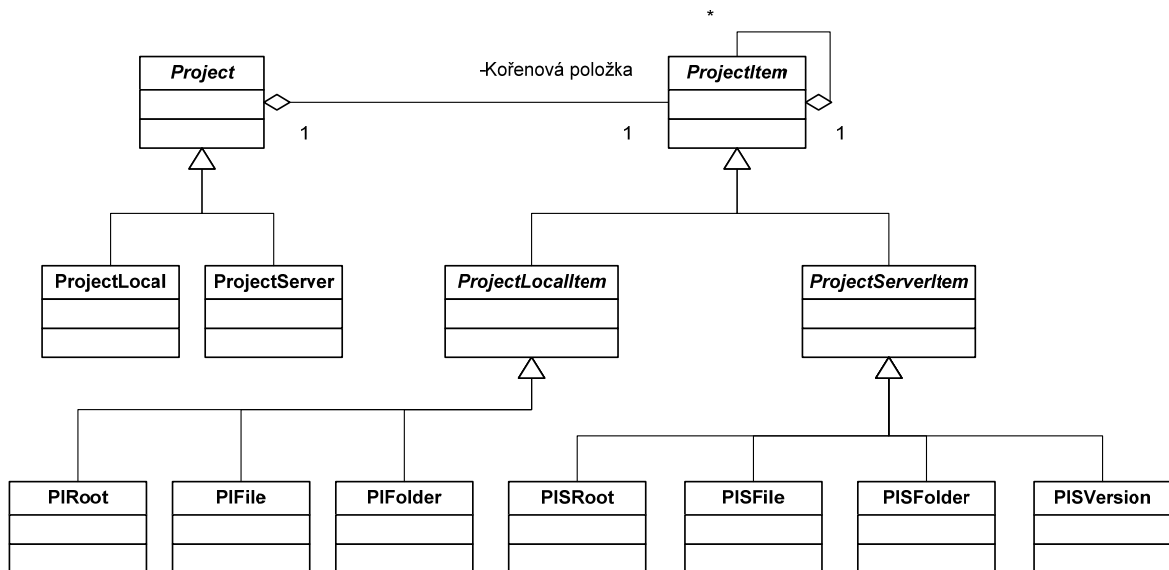 *
Project
-Kořenová položka
ProjectItem
1
1
1
ProjectLocal
ProjectServer
ProjectLocalItem
ProjectServerItem
PIRoot
PIFile
PIFolder
PISRoot
PISFile
PISFolder
PISVersion